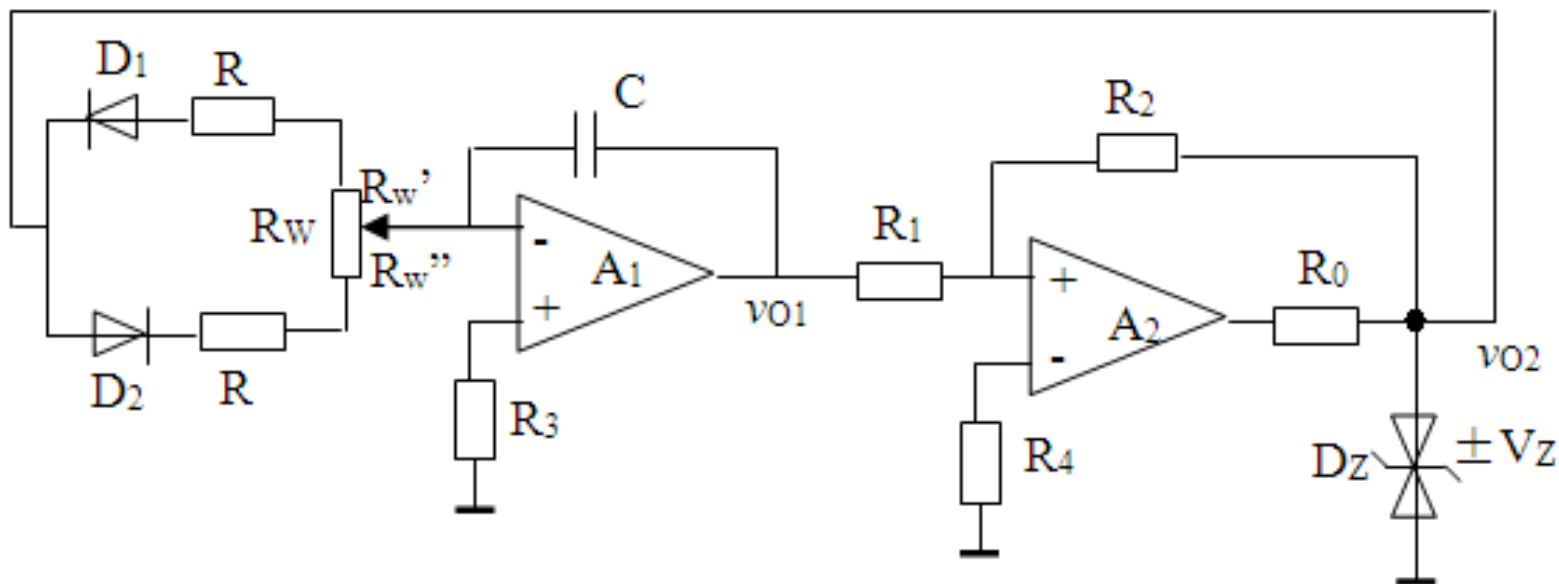 D1
R
C
R2
Rw’
RW
Rw”
-
+
A1
R1
vO1
+
-
A2
R0
vO2
D2
R
R3
R4
DZ
±VZ